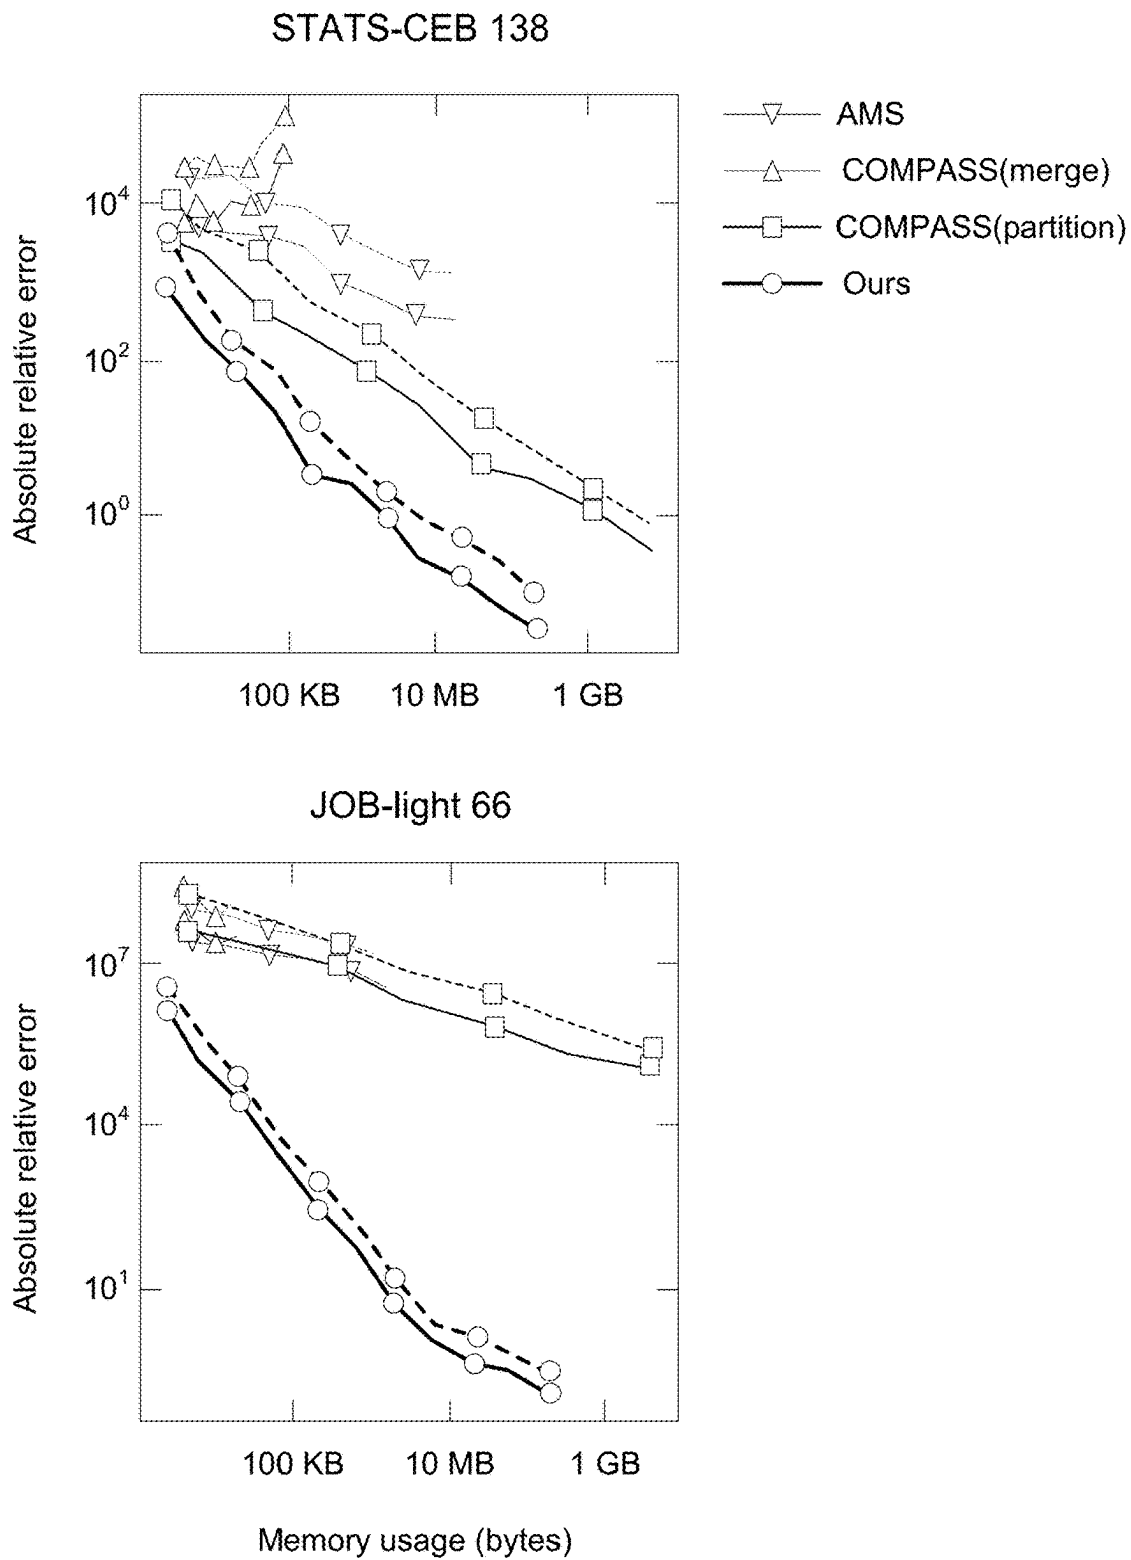 STATS-CEB 138
AMS
COMPASS(merge)
COMPASS(partition)
Ours
Absolute relative error
10^4
10^2
10^0
100 KB
10 MB
1 GB
JOB-light 66
Absolute relative error
10^7
10^4
10^1
100 KB
10 MB
1 GB
Memory usage (bytes)